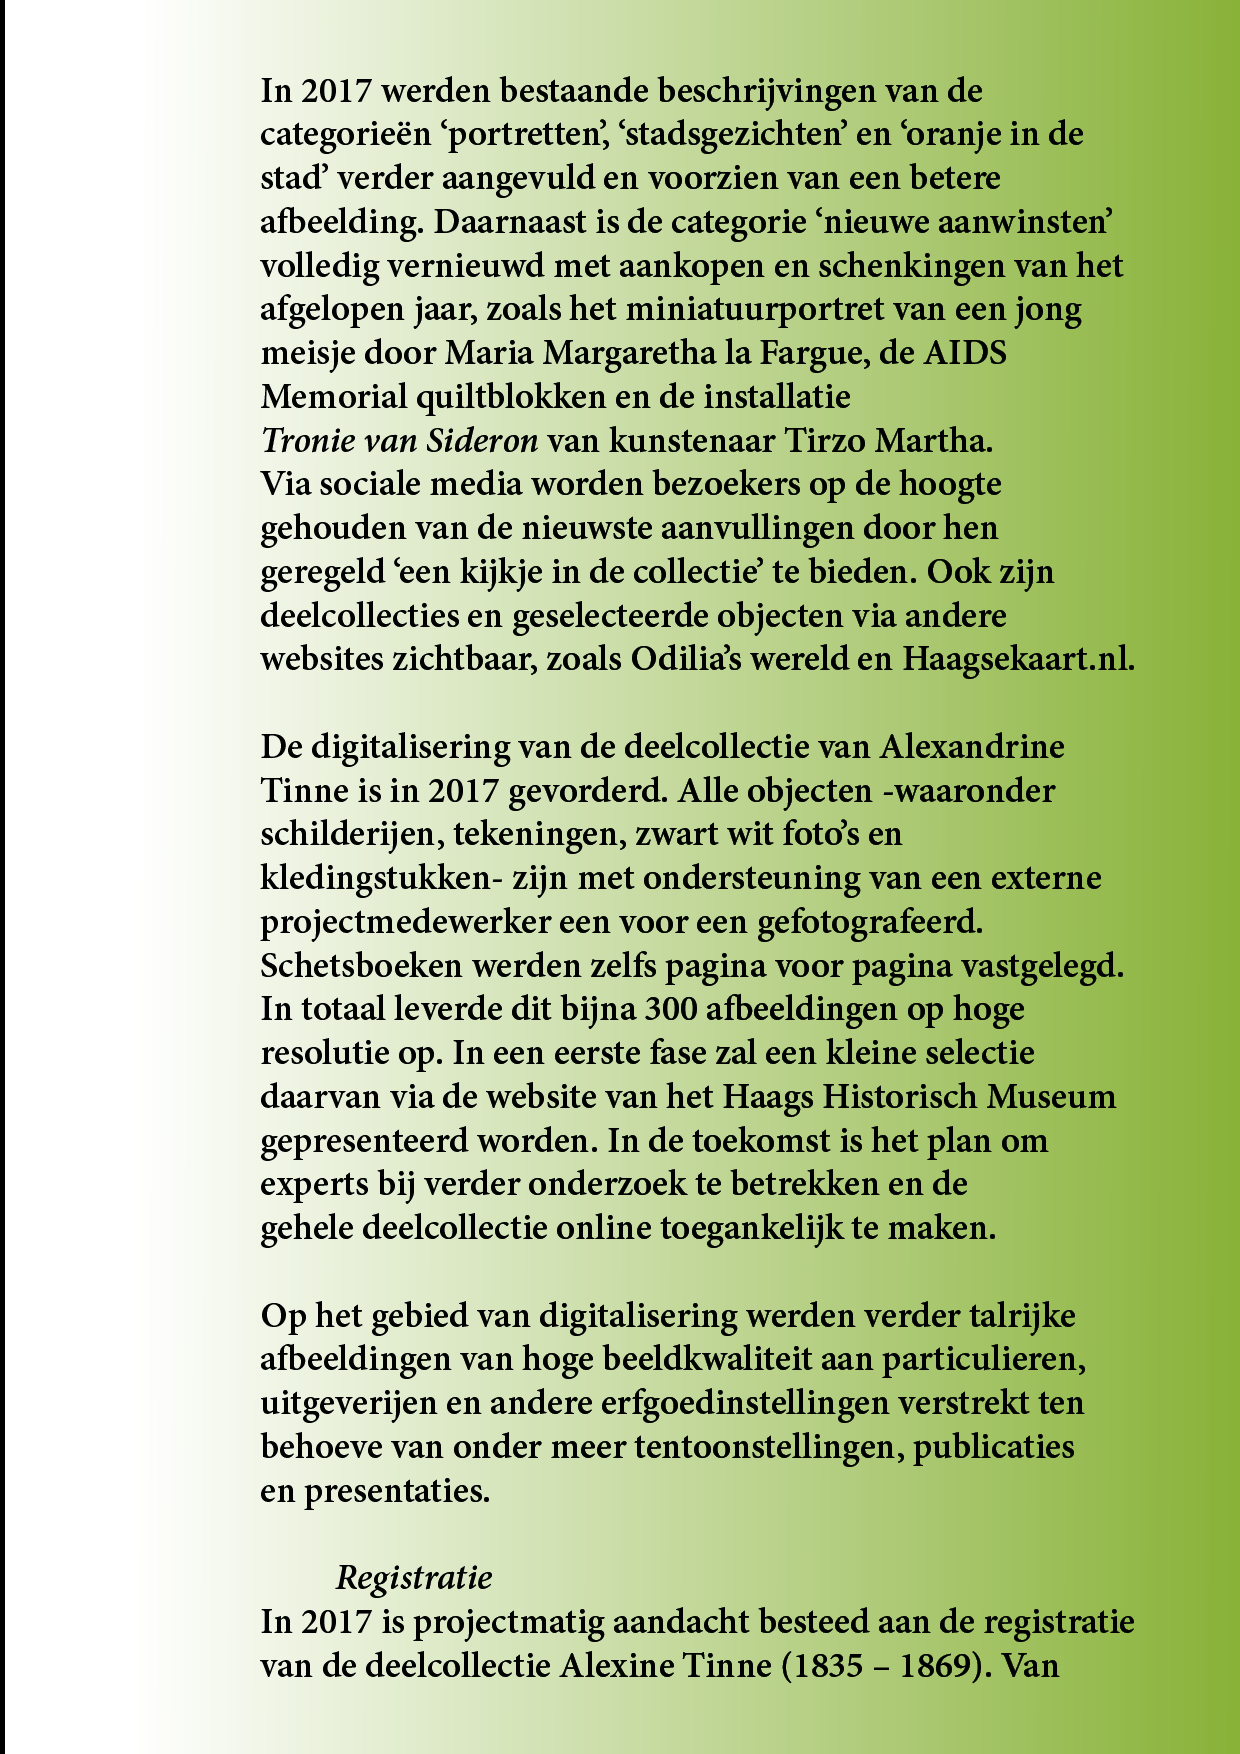 In 2017 werden bestaande beschrijvingen van de
categorieën ‘portretten’, ‘stadsgezichten’ en ‘oranje in de
stad’ verder aangevuld en voorzien van een betere
afbeelding. Daarnaast is de categorie ‘nieuwe aanwinsten’
volledig vernieuwd met aankopen en schenkingen van het
afgelopen jaar, zoals het miniatuurportret van een jong
meisje door Maria Margaretha la Fargue, de AIDS
Memorial quiltblokken en de installatie
Tronie van Sideron van kunstenaar Tirzo Martha.
Via sociale media worden bezoekers op de hoogte
gehouden van de nieuwste aanvullingen door hen
geregeld ‘een kijkje in de collectie’ te bieden. Ook zijn
deelcollecties en geselecteerde objecten via andere
websites zichtbaar, zoals Odilia’s wereld en Haagsekaart.nl.

De digitalisering van de deelcollectie van Alexandrine
Tinne is in 2017 gevorderd. Alle objecten -waaronder
schilderijen, tekeningen, zwart wit foto’s en
kledingstukken- zijn met ondersteuning van een externe
projectmedewerker een voor een gefotografeerd.
Schetsboeken werden zelfs pagina voor pagina vastgelegd.
In totaal leverde dit bijna 300 afbeeldingen op hoge
resolutie op. In een eerste fase zal een kleine selectie
daarvan via de website van het Haags Historisch Museum
gepresenteerd worden. In de toekomst is het plan om
experts bij verder onderzoek te betrekken en de
gehele deelcollectie online toegankelijk te maken.

Op het gebied van digitalisering werden verder talrijke
afbeeldingen van hoge beeldkwaliteit aan particulieren,
uitgeverijen en andere erfgoedinstellingen verstrekt ten
behoeve van onder meer tentoonstellingen, publicaties
en presentaties.

Registratie
In 2017 is projectmatig aandacht besteed aan de registratie
van de deelcollectie Alexine Tinne (1835 – 1869). Van